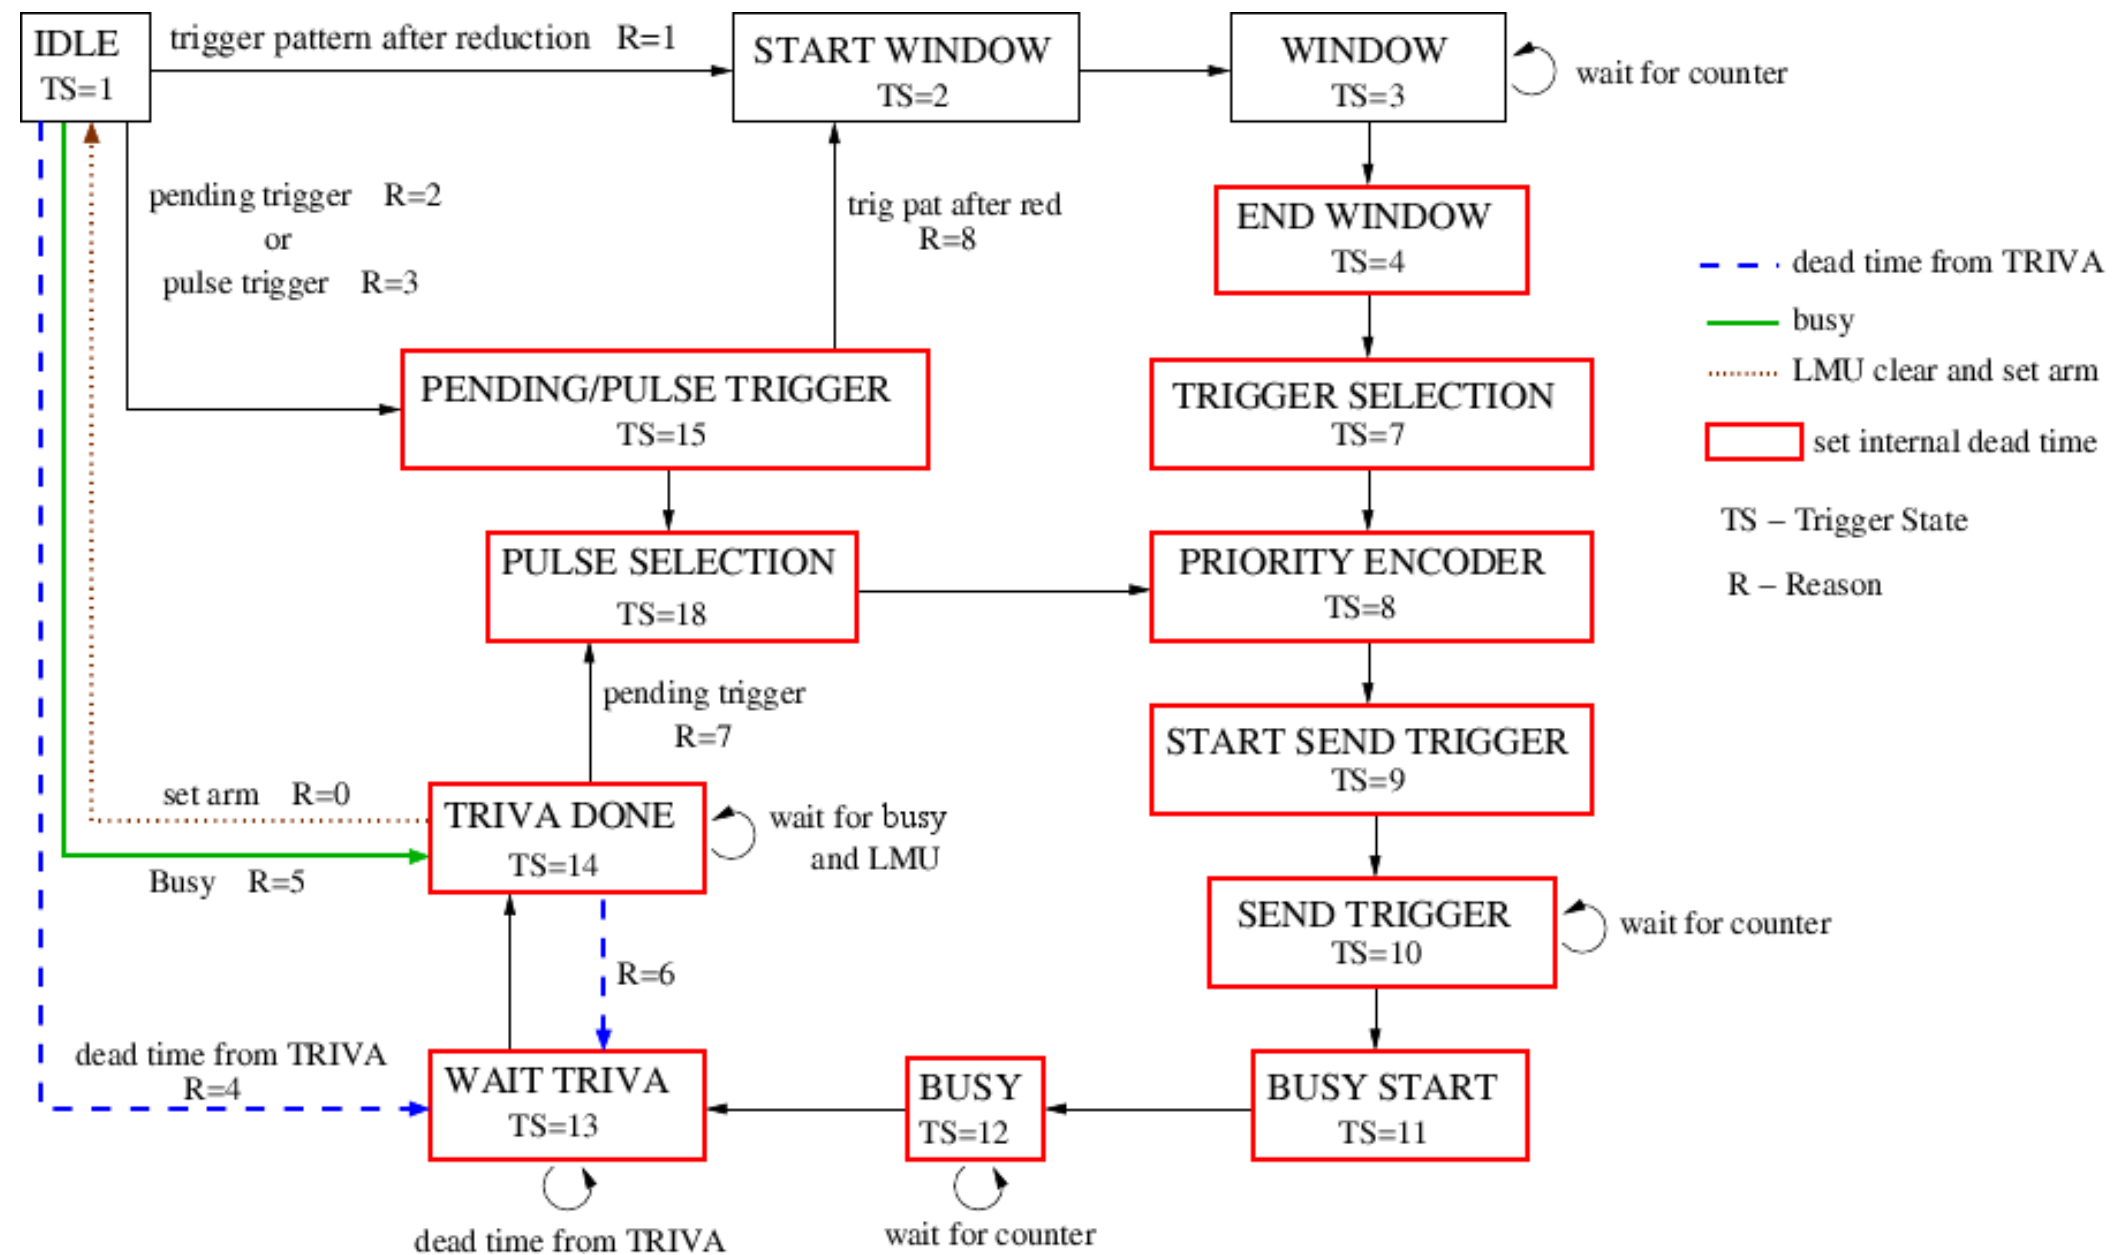 IDLE
TS=1
trigger pattern after reduction R=1
START WINDOW
TS=2
WINDOW
TS=3
wait for counter
pending trigger R=2
or
pulse trigger R=3
trig pat after red
R=8
END WINDOW
TS=4
dead time from TRIVA
busy
LMU clear and set arm
set internal dead time
TS – Trigger State
R – Reason
PENDING/PULSE TRIGGER
TS=15
TRIGGER SELECTION
TS=7
PULSE SELECTION
TS=18
PRIORITY ENCODER
TS=8
pending trigger
R=7
START SEND TRIGGER
TS=9
set arm R=0
TRIVA DONE
TS=14
wait for busy
and LMU
Busy R=5
SEND TRIGGER
TS=10
wait for counter
R=6
dead time from TRIVA
R=4
WAIT TRIVA
TS=13
BUSY
TS=12
BUSY START
TS=11
dead time from TRIVA
wait for counter